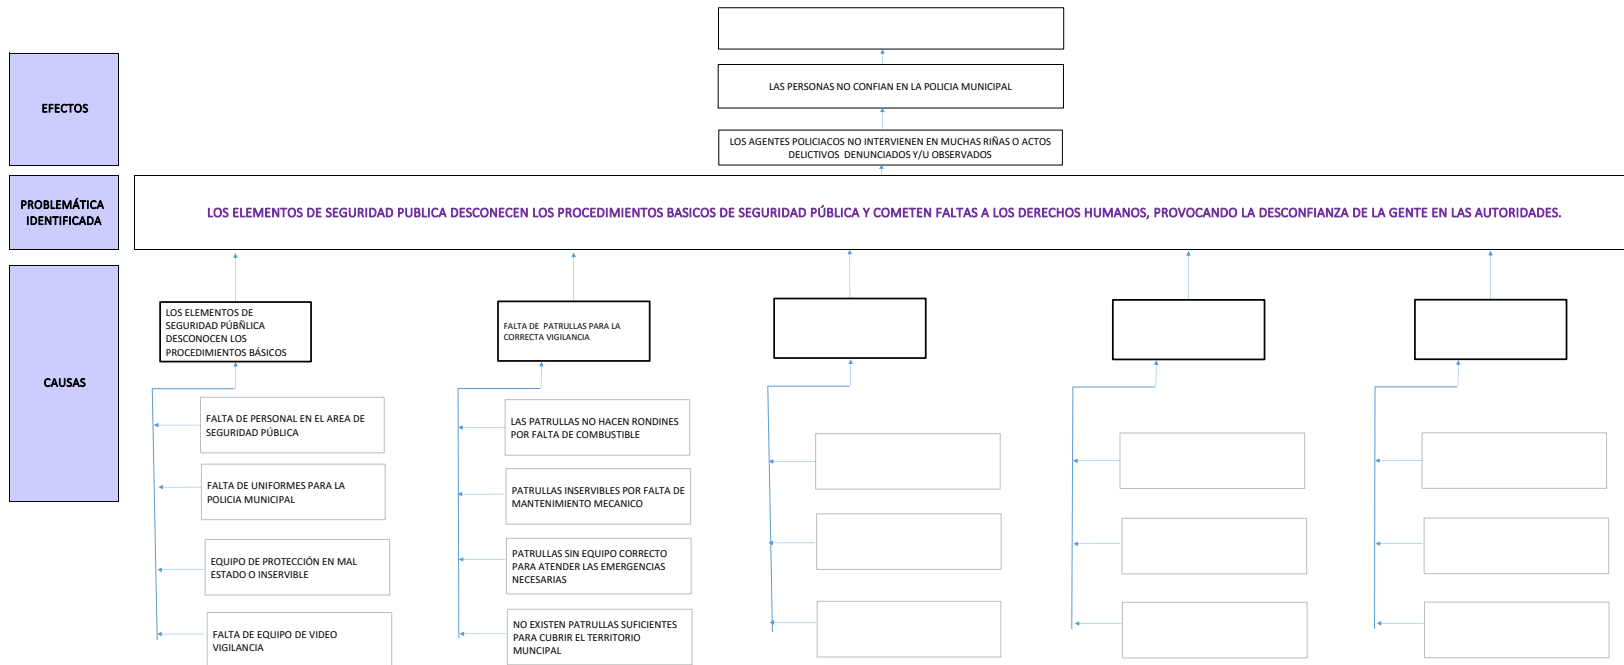 LAS PERSONAS NO CONFIAN EN LA POLICIA MUNICIPAL
EFECTOS
LOS AGENTES POLICIACOS NO INTERVIENEN EN MUCHAS RIÑAS O ACTOS
DELICTIVOS DENUNCIADOS Y/U OBSERVADOS
PROBLEMÁTICA
IDENTIFICADA
LOS ELEMENTOS DE SEGURIDAD PUBLICA DESCONECEN LOS PROCEDIMIENTOS BASICOS DE SEGURIDAD PÚBLICA Y COMETEN FALTAS A LOS DERECHOS HUMANOS, PROVOCANDO LA DESCONFIANZA DE LA GENTE EN LAS AUTORIDADES.
CAUSAS
LOS ELEMENTOS DE
SEGURIDAD PÚBÑLICA
DESCONOCEN LOS
PROCEDIMIENTOS BÁSICOS
FALTA DE PERSONAL EN EL AREA DE
SEGURIDAD PÚBLICA
FALTA DE UNIFORMES PARA LA
POLICIA MUNICIPAL
EQUIPO DE PROTECCIÓN EN MAL
ESTADO O INSERVIBLE
FALTA DE EQUIPO DE VIDEO
VIGILANCIA
FALTA DE PATRULLAS PARA LA
CORRECTA VIGILANCIA
LAS PATRULLAS NO HACEN RONDINES
POR FALTA DE COMBUSTIBLE
PATRULLAS INSERVIBLES POR FALTA DE
MANTENIMIENTO MECANICO
PATRULLAS SIN EQUIPO CORRECTO
PARA ATENDER LAS EMERGENCIAS
NECESARIAS
NO EXISTEN PATRULLAS SUFICIENTES
PARA CUBRIR EL TERRITORIO
MUNCIPAL